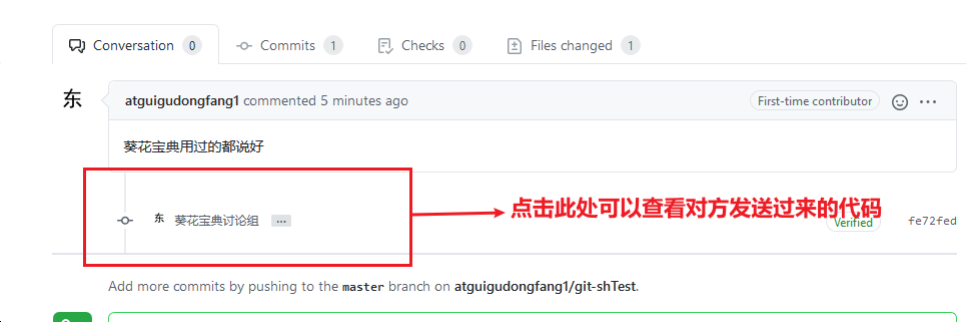 Conversation 0 Commits 1 Checks 0 Files changed 1
东 atguigudongfang1 commented 5 minutes ago First-time contributor ...
葵花宝典用过的都说好
东 葵花宝典讨论组 ... Verified fe72fed
点击此处可以查看对方发送过来的代码
Add more commits by pushing to the master branch on atguigudongfang1/git-shTest.